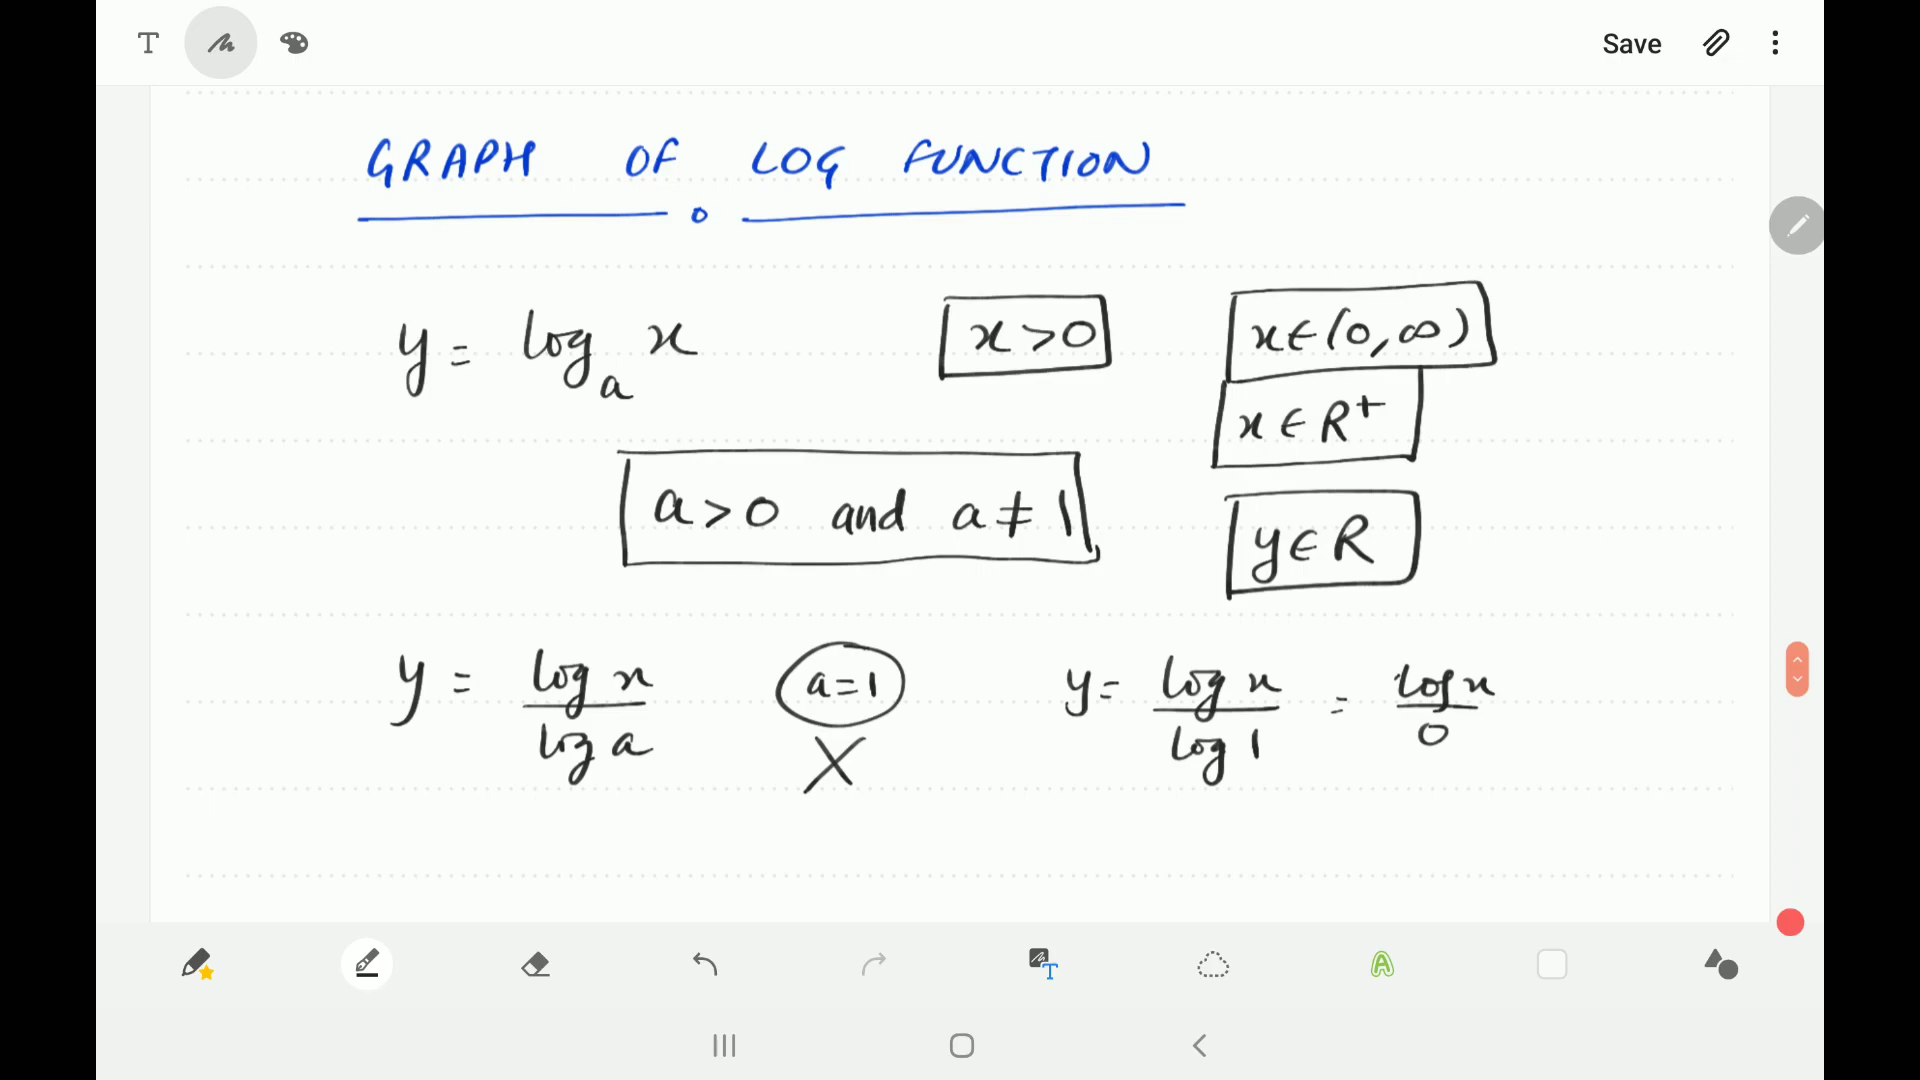 T Save
GRAPH OF LOG FUNCTION
y = log_a x x>0 x∈(0,∞)
x ∈ R⁺
a>0 and a≠1 y∈R
y = log x / log a a=1 y = log x / log 1 = log x / 0
X
T A